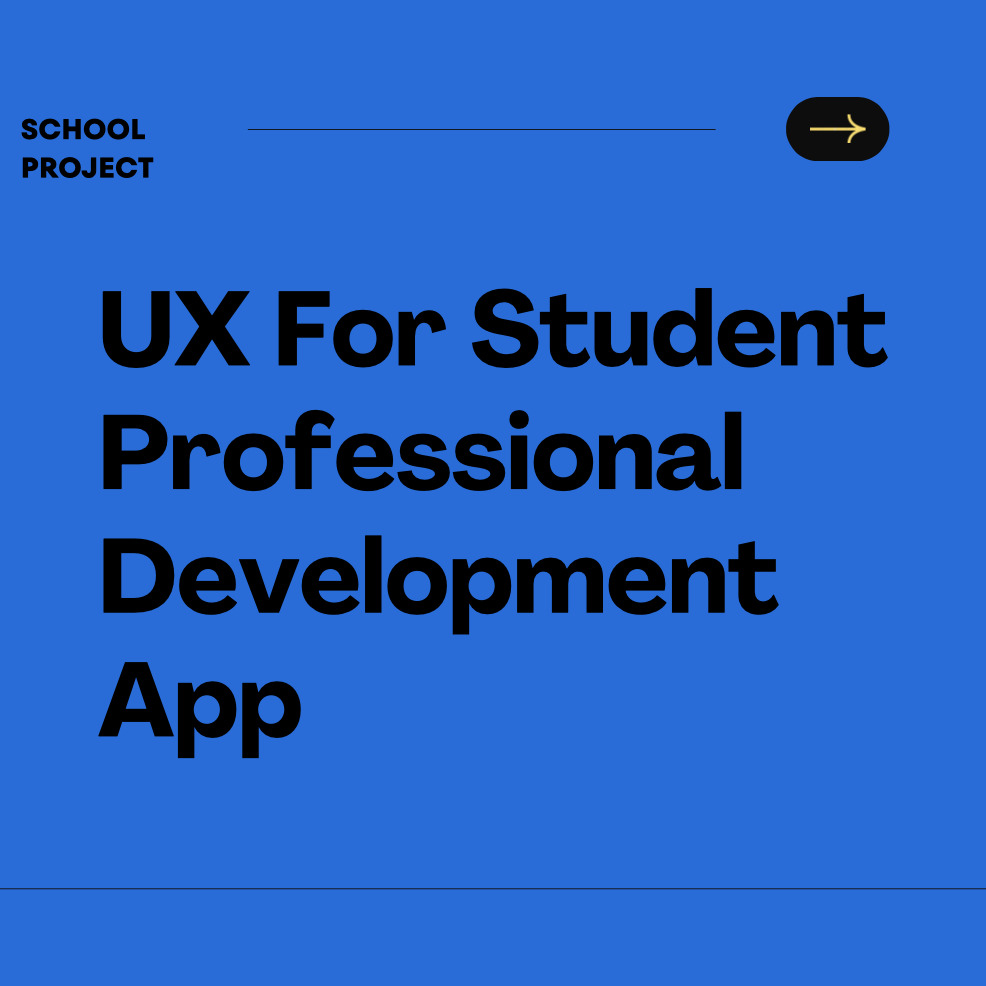 SCHOOL
PROJECT
UX For Student
Professional
Development
App